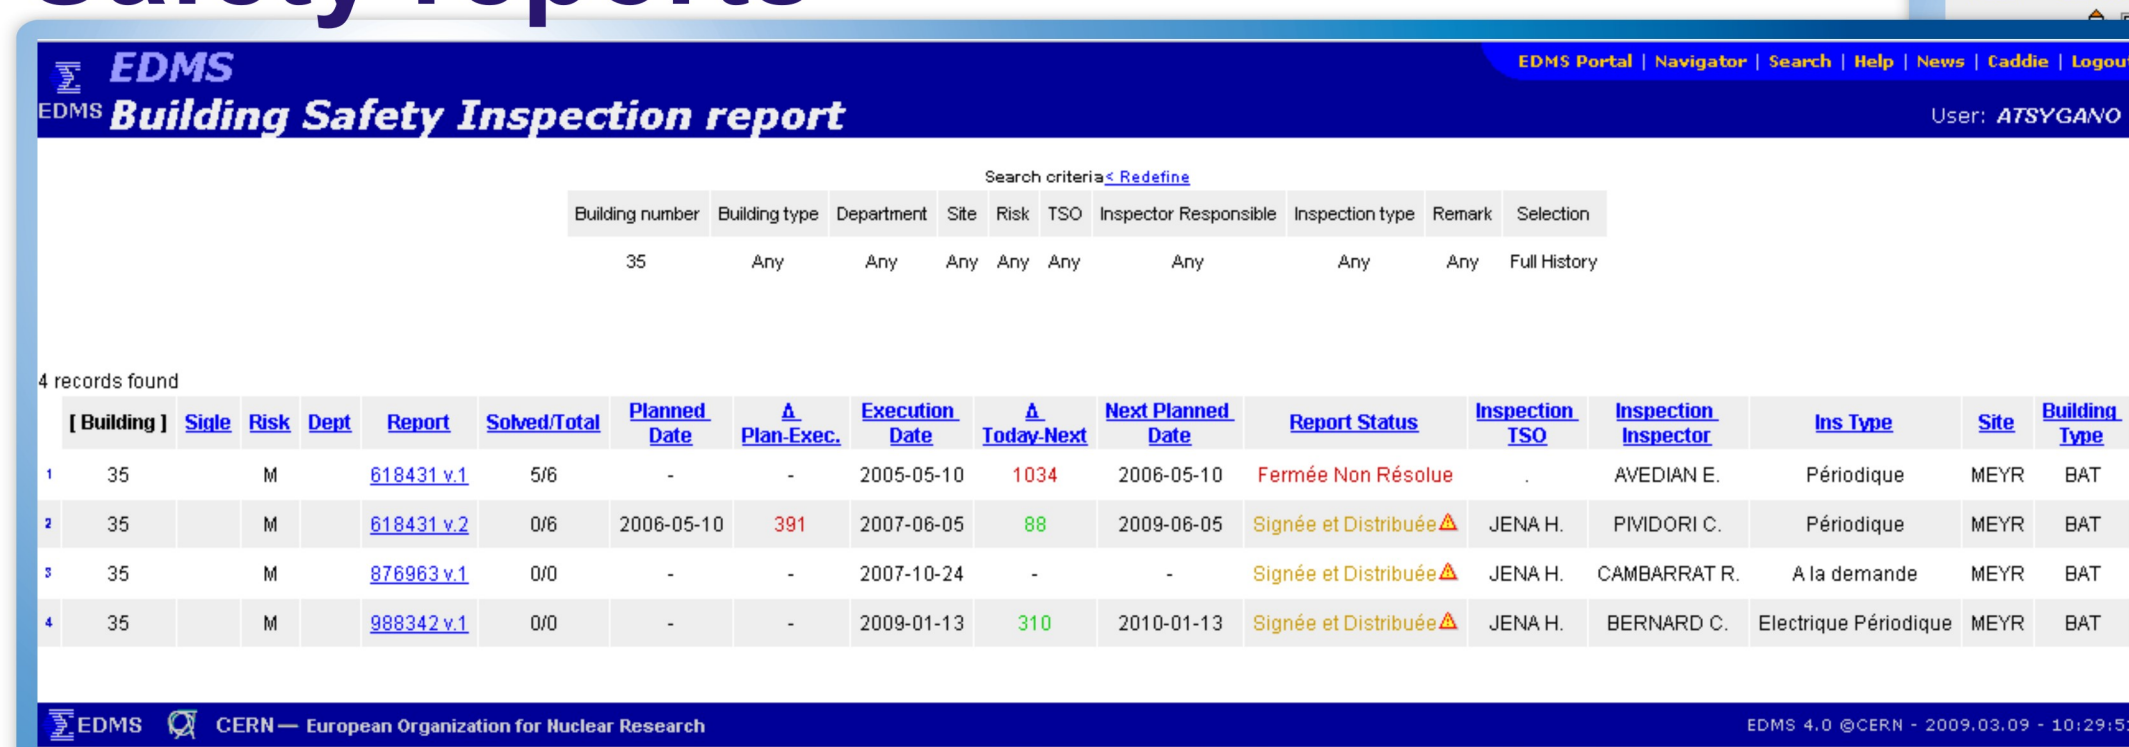 Safety reports
EDMS
EDMS Portal | Navigator | Search | Help | News | Caddie | Logout
EDMS Building Safety Inspection report
User: ATSYGANO
Search criteria< Redefine
Building number Building type Department Site Risk TSO Inspector Responsible Inspection type Remark Selection
35 Any Any Any Any Any Any Any Any Full History
4 records found
[ Building ] Sigle Risk Dept Report Solved/Total Planned Date Δ Plan-Exec. Execution Date Δ Today-Next Next Planned Date Report Status Inspection TSO Inspection Inspector Ins Type Site Building Type
1 35 M 618431 v.1 5/6 - - 2005-05-10 1034 2006-05-10 Fermée Non Résolue . AVEDIAN E. Périodique MEYR BAT
2 35 M 618431 v.2 0/6 2006-05-10 391 2007-06-05 88 2009-06-05 Signée et Distribuée JENA H. PIVIDORI C. Périodique MEYR BAT
3 35 M 876963 v.1 0/0 - - 2007-10-24 - - Signée et Distribuée JENA H. CAMBARRAT R. A la demande MEYR BAT
4 35 M 988342 v.1 0/0 - - 2009-01-13 310 2010-01-13 Signée et Distribuée JENA H. BERNARD C. Electrique Périodique MEYR BAT
EDMS CERN — European Organization for Nuclear Research
EDMS 4.0 @CERN - 2009.03.09 - 10:29:5